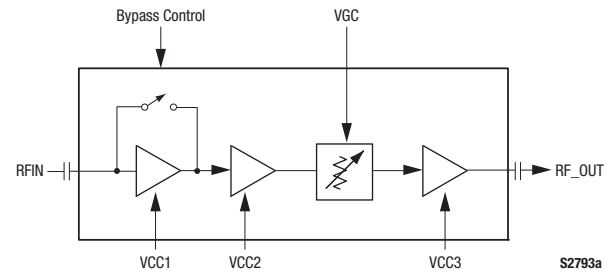 Bypass Control
VGC
RFIN
RF_OUT
VCC1
VCC2
VCC3
S2793a